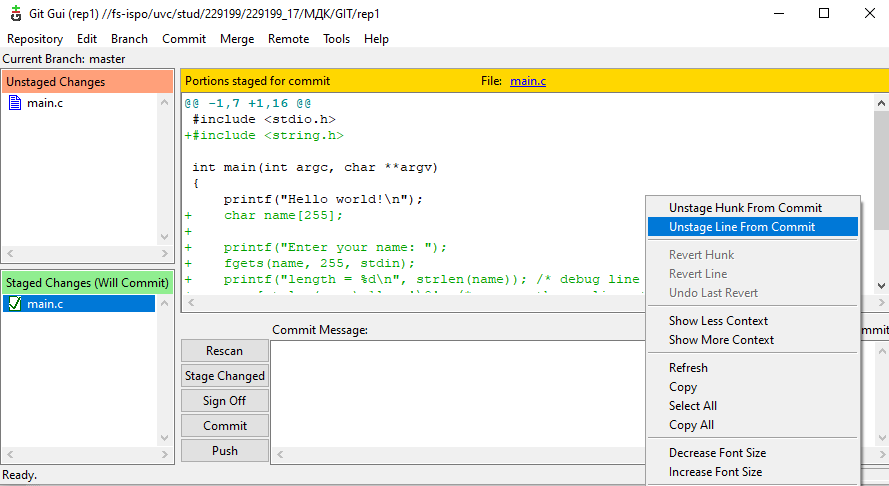 Git Gui (rep1) //fs-ispo/uvc/stud/229199/229199_17/МДК/GIT/rep1
Repository Edit Branch Commit Merge Remote Tools Help
Current Branch: master
Unstaged Changes
main.c
Staged Changes (Will Commit)
main.c
Portions staged for commit File: main.c
@@ -1,7 +1,16 @@
#include <stdio.h>
+#include <string.h>
int main(int argc, char **argv)
{
printf("Hello world!\n");
+ char name[255];
+
+ printf("Enter your name: ");
+ fgets(name, 255, stdin);
+ printf("length = %d\n", strlen(name)); /* debug line
Unstage Hunk From Commit
Unstage Line From Commit
Revert Hunk
Revert Line
Undo Last Revert
Show Less Context
Show More Context
Refresh
Copy
Select All
Copy All
Decrease Font Size
Increase Font Size
Commit Message:
mmit
Rescan
Stage Changed
Sign Off
Commit
Push
Ready.